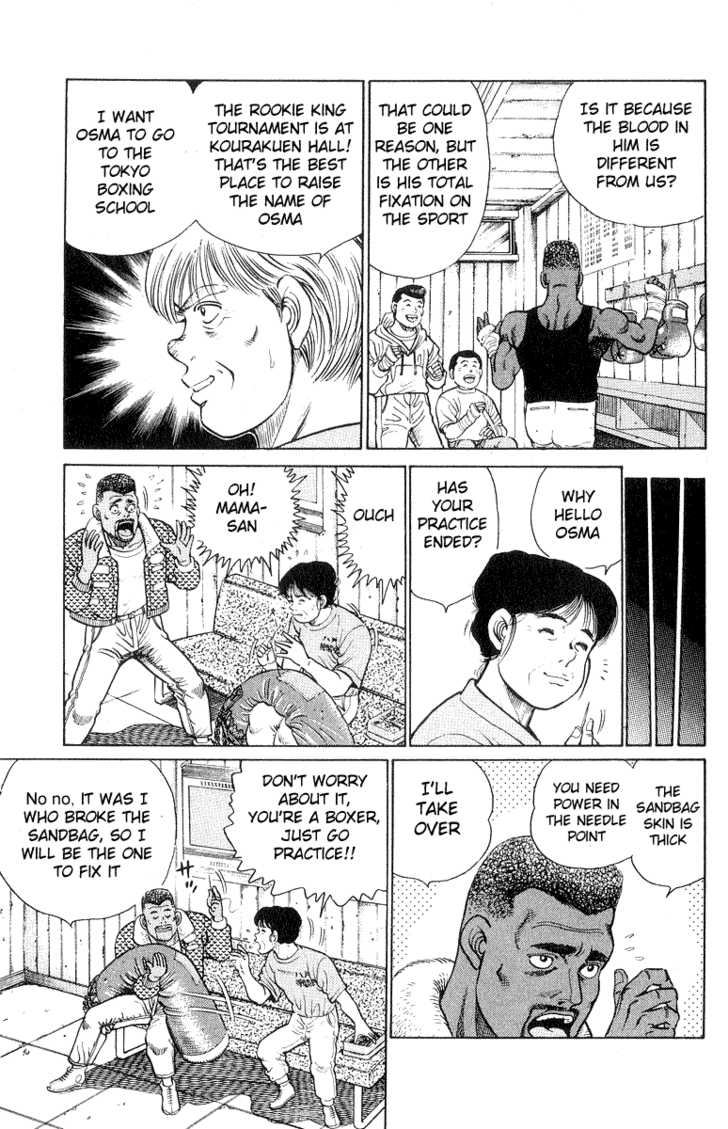 IS IT BECAUSE
THE BLOOD IN
HIM IS
DIFFERENT
FROM US?
THAT COULD
BE ONE
REASON, BUT
THE OTHER
IS HIS TOTAL
FIXATION ON
THE SPORT
THE ROOKIE KING
TOURNAMENT IS AT
KOURAKUEN HALL!
THAT'S THE BEST
PLACE TO RAISE
THE NAME OF
OSMA
I WANT
OSMA TO GO
TO THE
TOKYO
BOXING
SCHOOL
WHY
HELLO
OSMA
HAS
YOUR
PRACTICE
ENDED?
OUCH
OH!
MAMA-
SAN
THE
SANDBAG
SKIN IS
THICK
YOU NEED
POWER IN
THE NEEDLE
POINT
I'LL
TAKE
OVER
DON'T WORRY
ABOUT IT,
YOU'RE A BOXER,
JUST GO
PRACTICE!!
No no, IT WAS I
WHO BROKE THE
SANDBAG, SO I
WILL BE THE ONE
TO FIX IT
サッ